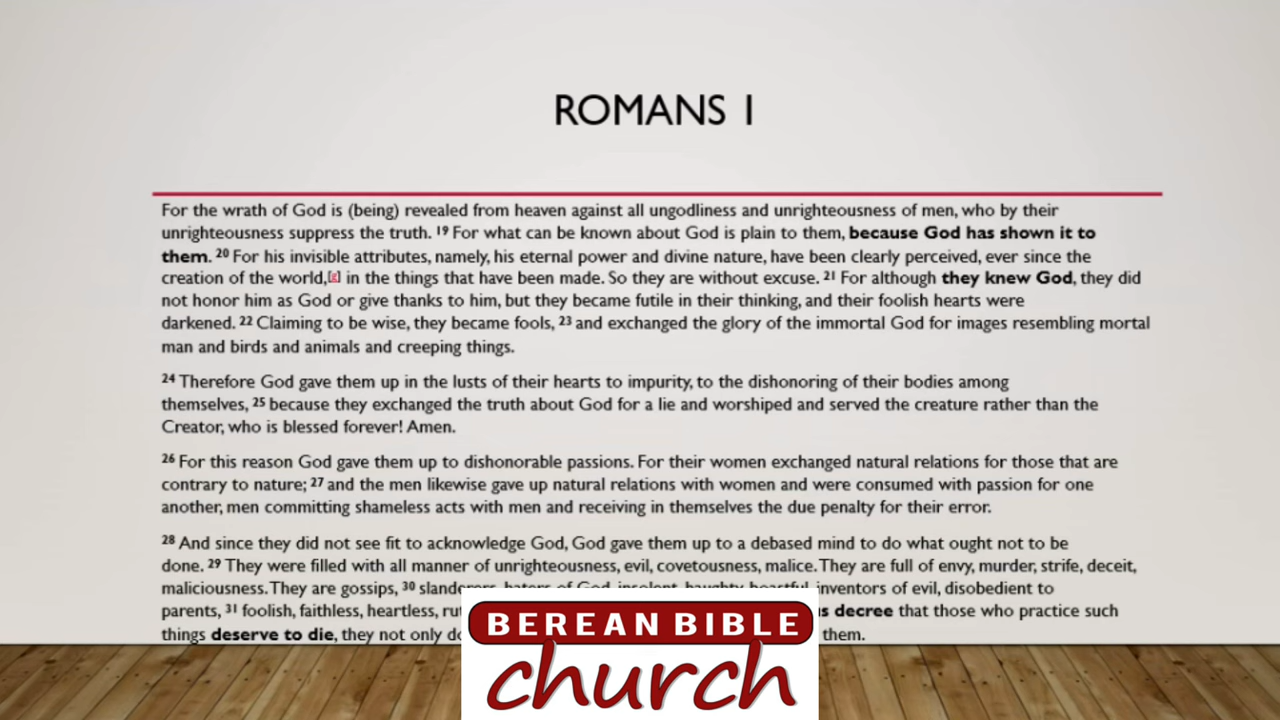 ROMANS 1
For the wrath of God is (being) revealed from heaven against all ungodliness and unrighteousness of men, who by their
unrighteousness suppress the truth. 19 For what can be known about God is plain to them, because God has shown it to
them. 20 For his invisible attributes, namely, his eternal power and divine nature, have been clearly perceived, ever since the
creation of the world,[g] in the things that have been made. So they are without excuse. 21 For although they knew God, they did
not honor him as God or give thanks to him, but they became futile in their thinking, and their foolish hearts were
darkened. 22 Claiming to be wise, they became fools, 23 and exchanged the glory of the immortal God for images resembling mortal
man and birds and animals and creeping things.
24 Therefore God gave them up in the lusts of their hearts to impurity, to the dishonoring of their bodies among
themselves, 25 because they exchanged the truth about God for a lie and worshiped and served the creature rather than the
Creator, who is blessed forever! Amen.
26 For this reason God gave them up to dishonorable passions. For their women exchanged natural relations for those that are
contrary to nature; 27 and the men likewise gave up natural relations with women and were consumed with passion for one
another, men committing shameless acts with men and receiving in themselves the due penalty for their error.
28 And since they did not see fit to acknowledge God, God gave them up to a debased mind to do what ought not to be
done. 29 They were filled with all manner of unrighteousness, evil, covetousness, malice. They are full of envy, murder, strife, deceit,
maliciousness. They are gossips, 30 slanderers, haters of God, insolent, haughty, boastful, inventors of evil, disobedient to
parents, 31 foolish, faithless, heartless, decree that those who practice such
things deserve to die, they not only them.
BEREAN BIBLE
church